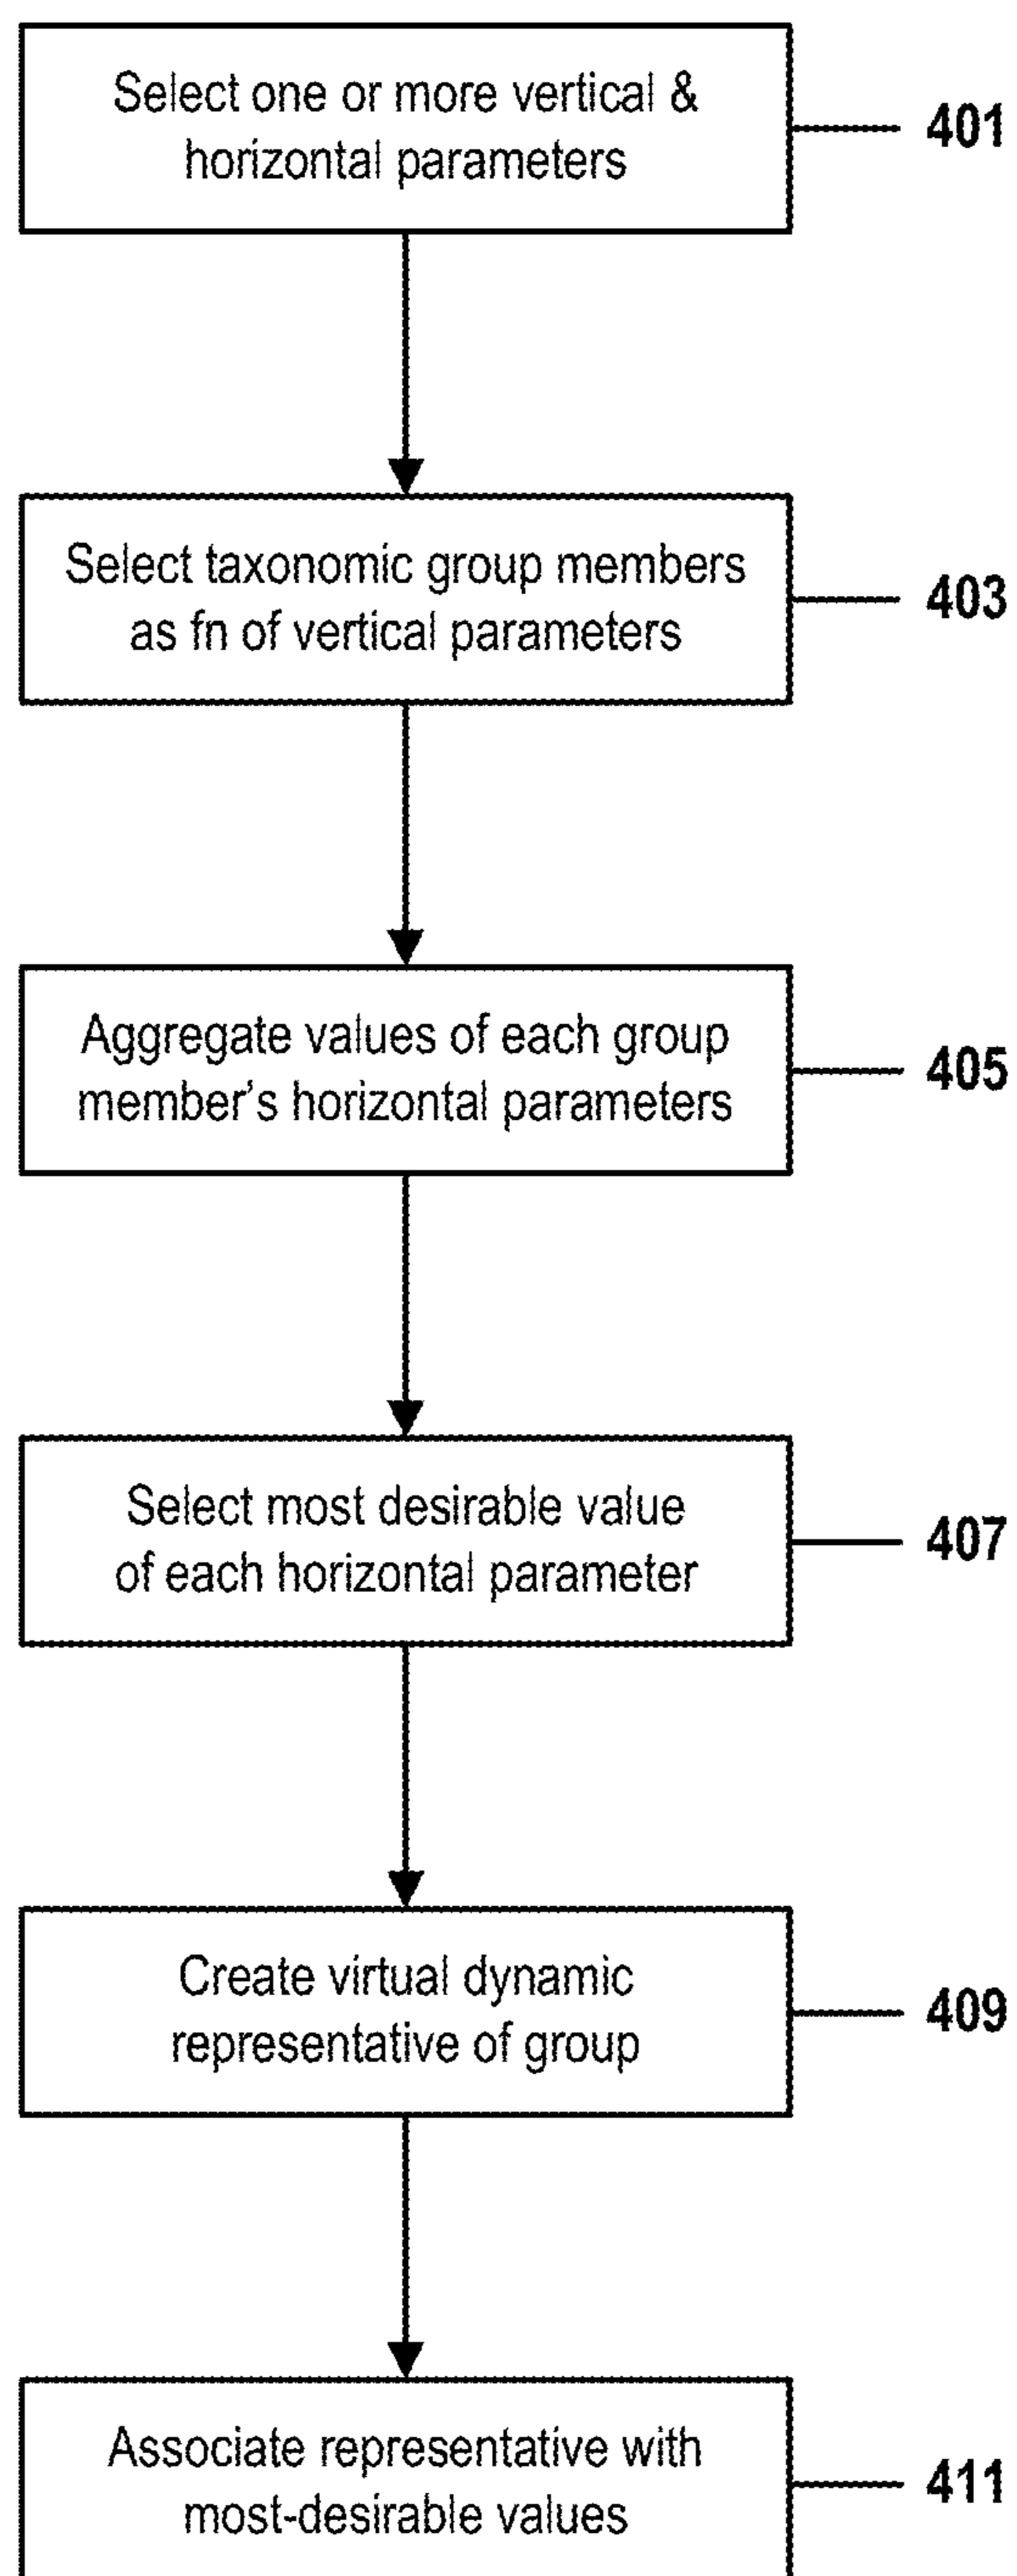 Select one or more vertical &
horizontal parameters
401
Select taxonomic group members
as fn of vertical parameters
403
Aggregate values of each group
member's horizontal parameters
405
Select most desirable value
of each horizontal parameter
407
Create virtual dynamic
representative of group
409
Associate representative with
most-desirable values
411